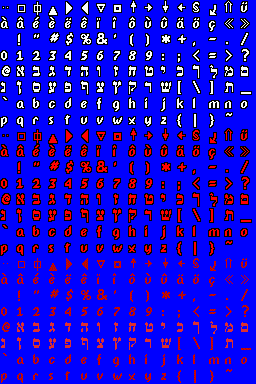 ! " # $ % & ' ( ) * + , - . /
0 1 2 3 4 5 6 7 8 9 : ; < = > ?
@ א ב ג ד ה ו ז ח ט י ך כ ל ם מ
ן נ ס ע ף פ ץ צ ק ר ש [ \ ] ת _
` a b c d e f g h i j k l m n o
p q r s t u v w x y z { | } ~
! " # $ % & ' ( ) * + , - . /
0 1 2 3 4 5 6 7 8 9 : ; < = > ?
@ א ב ג ד ה ו ז ח ט י ך כ ל ם מ
ן נ ס ע ף פ ץ צ ק ר ש [ \ ] ת _
` a b c d e f g h i j k l m n o
p q r s t u v w x y z { | } ~
! " # $ % & ' ( ) * + , - . /
0 1 2 3 4 5 6 7 8 9 : ; < = > ?
@ א ב ג ד ה ו ז ח ט י ך כ ל ם מ
ן נ ס ע ף פ ץ צ ק ר ש [ \ ] ת _
` a b c d e f g h i j k l m n o
p q r s t u v w x y z { | } ~